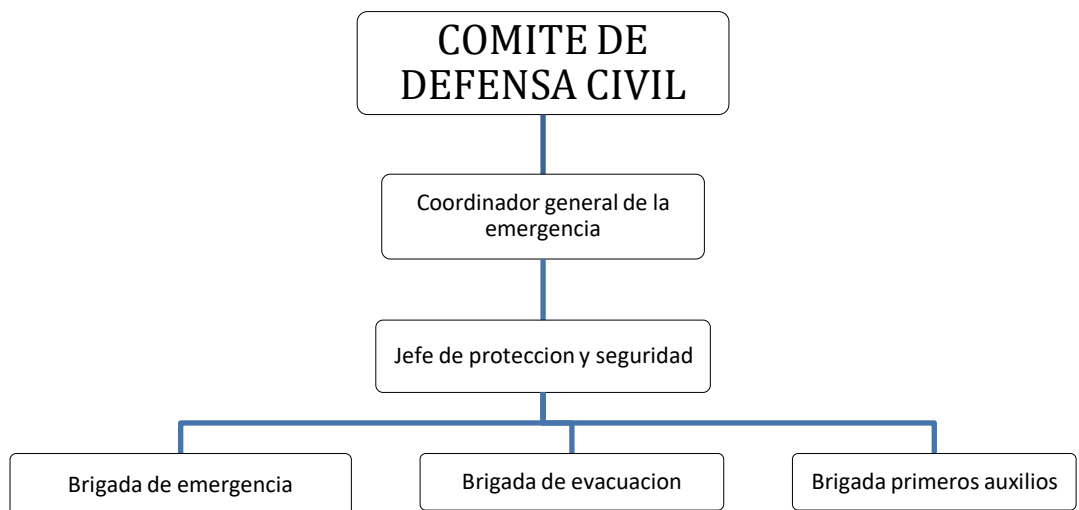 COMITE DE
DEFENSA CIVIL
Coordinador general de la
emergencia
Jefe de proteccion y seguridad
Brigada de emergencia
Brigada de evacuacion
Brigada primeros auxilios